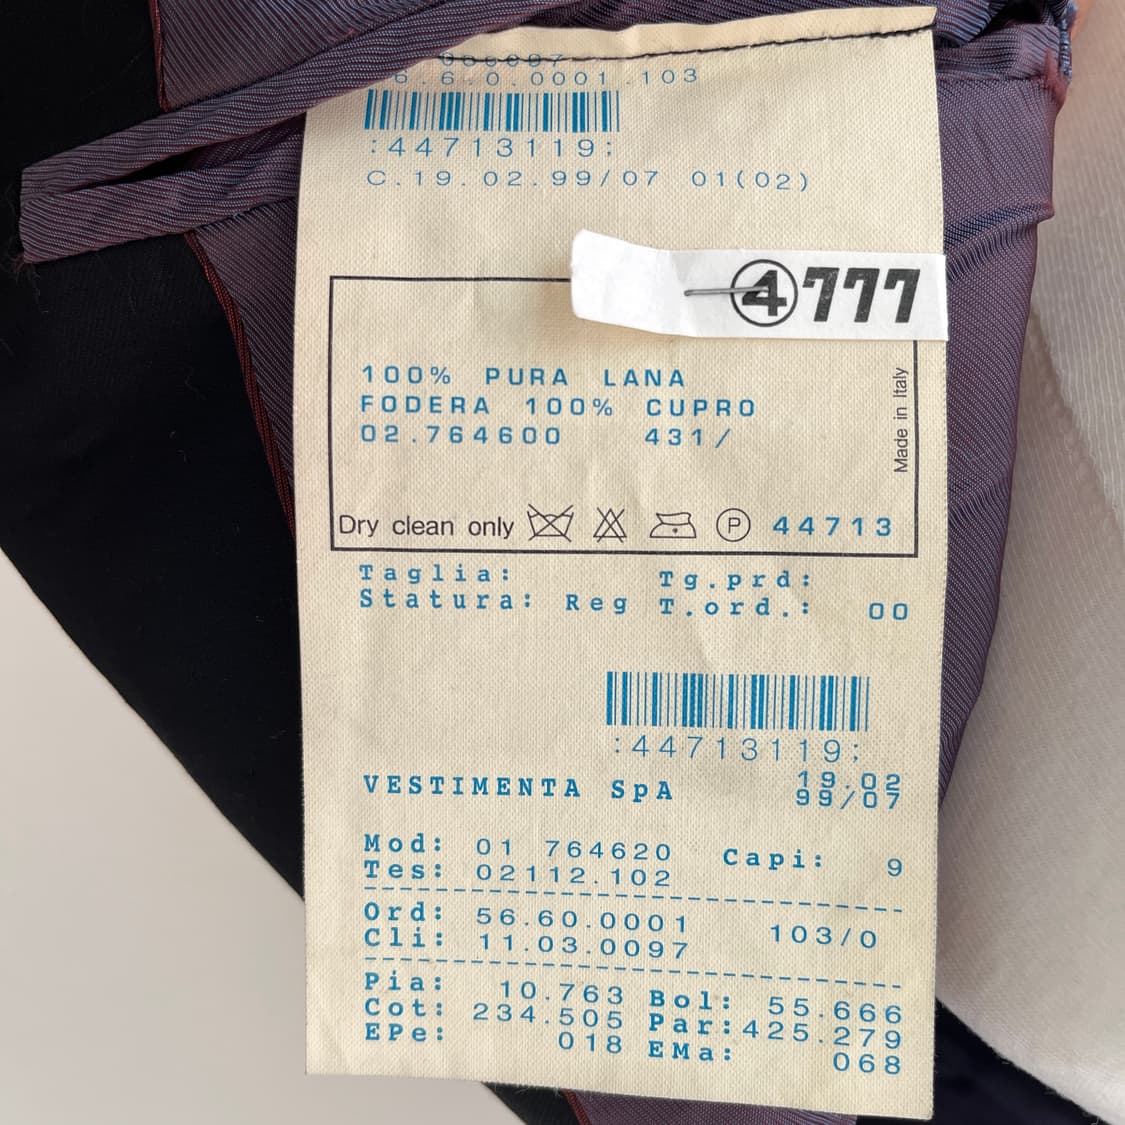 6.6.0.0001.103
:44713119:
C.19.02.99/07 01(02)
4777
100% PURA LANA
FODERA 100% CUPRO
02.764600 431/
Made in Italy
Dry clean only P 44713
Taglia: Tg.prd:
Statura: Reg T.ord.: 00
:44713119:
VESTIMENTA SpA 19.02
99/07
Mod: 01 764620 Capi: 9
Tes: 02112.102
Ord: 56.60.0001 103/0
Cli: 11.03.0097
Pia: 10.763 Bol: 55.666
Cot: 234.505 Par: 425.279
EPe: 018 EMa: 068